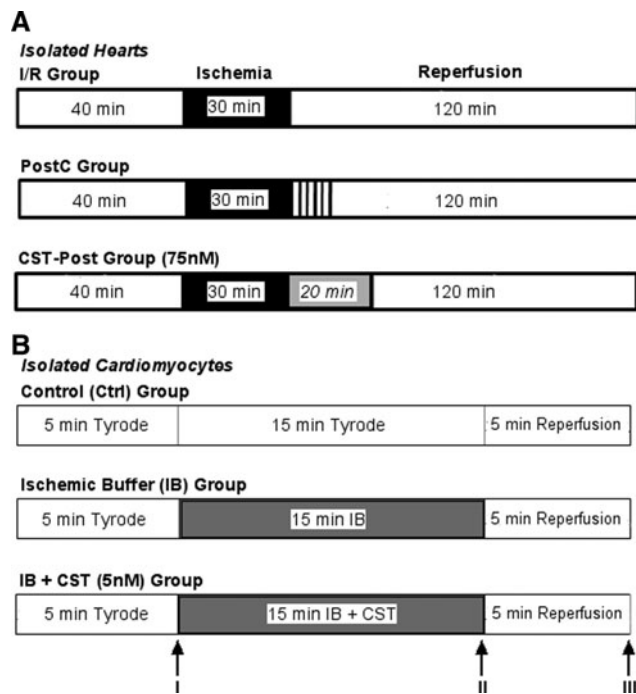 A
Isolated Hearts
I/R Group Ischemia Reperfusion
40 min 30 min 120 min
PostC Group
40 min 30 min 120 min
CST-Post Group (75nM)
40 min 30 min 20 min 120 min
B
Isolated Cardiomyocytes
Control (Ctrl) Group
5 min Tyrode 15 min Tyrode 5 min Reperfusion
Ischemic Buffer (IB) Group
5 min Tyrode 15 min IB 5 min Reperfusion
IB + CST (5nM) Group
5 min Tyrode 15 min IB + CST 5 min Reperfusion
I II III